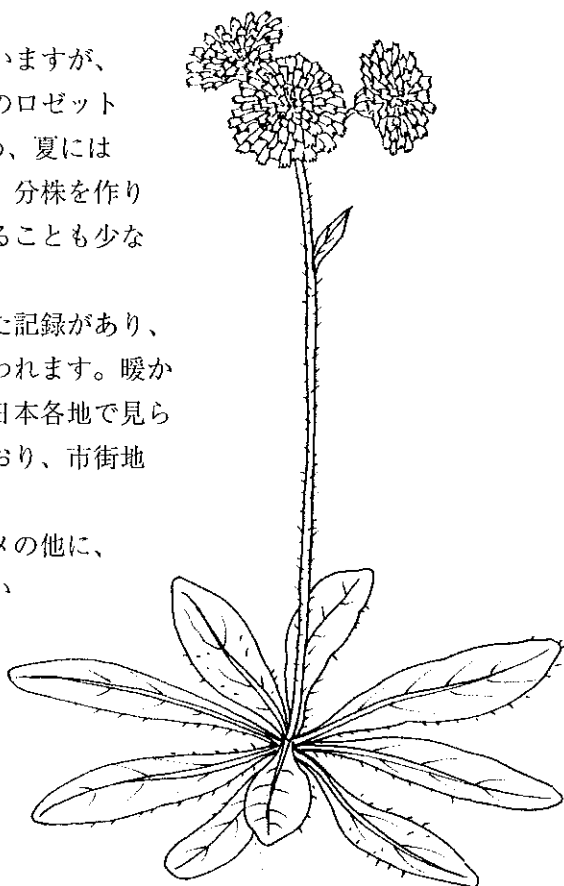 いますが、
のロゼット
め、夏には
分株を作り
ることも少な
た記録があり、
われます。暖か
日本各地で見ら
おり、市街地
メの他に、
い